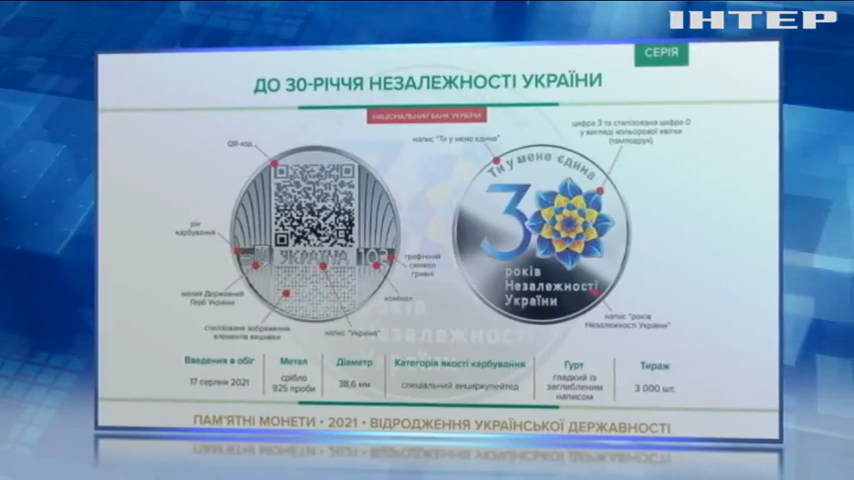 ІНТЕР
СЕРІЯ
ДО 30-РІЧЧЯ НЕЗАЛЕЖНОСТІ УКРАЇНИ
НАЦІОНАЛЬНИЙ БАНК УКРАЇНИ
QR-код
напис "Ти у мене єдина"
цифра 3 та стилізована цифра 0
у вигляді кольорової квітки
(тамподрук)
Ти у мене єдина
30
років
Незалежності
України
рік
карбування
УКРАЇНА 10
графічний
символ
гривні
малий Державний
Герб України
номінал
стилізоване зображення
елементів вишивки
напис "Україна"
напис "років
Незалежності України"
Введення в обіг
17 серпня 2021
Метал
срібло
925 проби
Діаметр
38,6 мм
Категорія якості карбування
спеціальний анциркулейтед
Гурт
гладкий із
заглибленим
написом
Тираж
3 000 шт.
ПАМ'ЯТНІ МОНЕТИ • 2021 • ВІДРОДЖЕННЯ УКРАЇНСЬКОЇ ДЕРЖАВНОСТІ